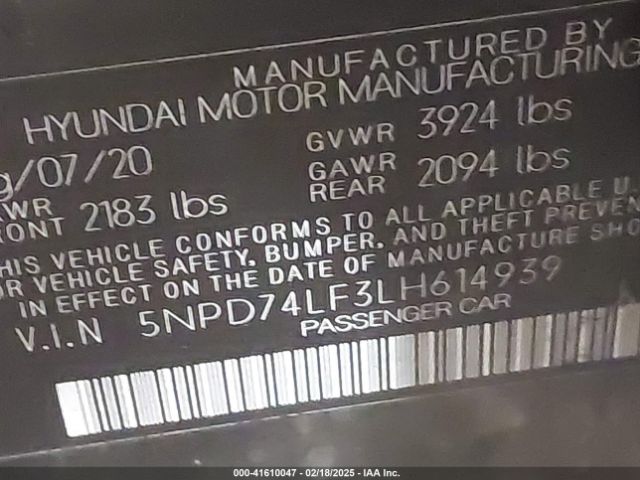 MANUFACTURED BY
HYUNDAI MOTOR MANUFACTURING
/07/20
GVWR 3924 lbs
GAWR
REAR 2094 lbs
2183 lbs
VEHICLE CONFORMS TO ALL APPLICABLE U
VEHICLE SAFETY, BUMPER, AND THEFT PREVEN
IN EFFECT ON THE DATE OF MANUFACTURE SHO
V.I.N 5NPD74LF3LH614939
PASSENGER CAR
000-41610047 - 02/18/2025 - IAA Inc.